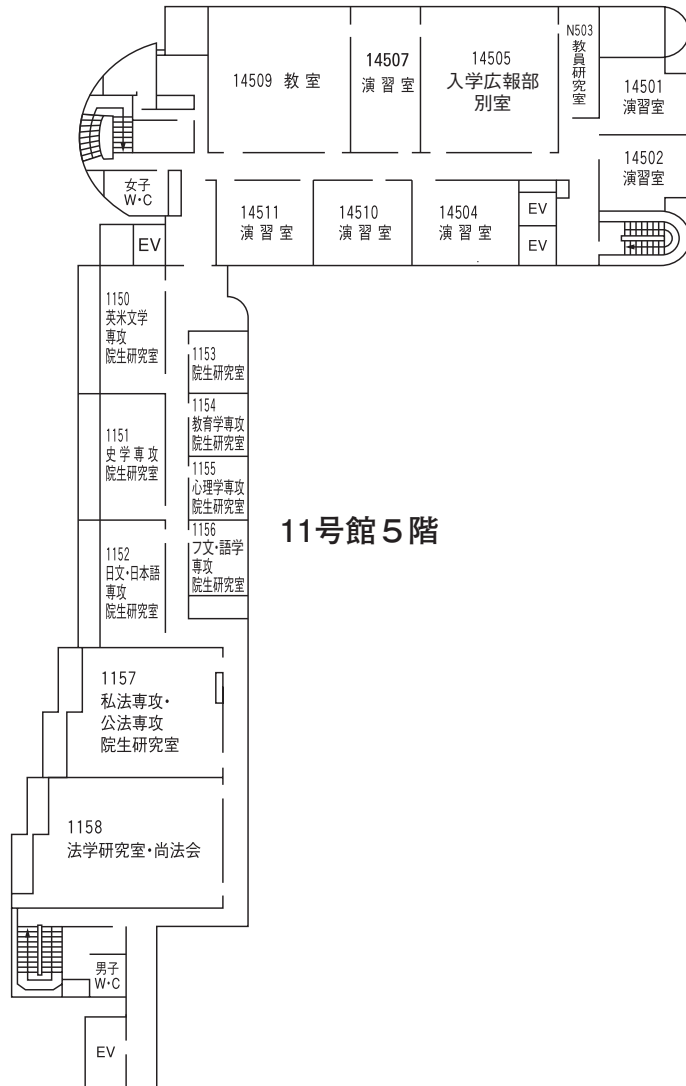 N503
教員研究室
14509 教 室
14507
演 習 室
14505
入学広報部
別室
14501
演習室
14502
演習室
女子
W・C
EV
14511
演 習 室
14510
演 習 室
14504
演 習 室
EV
EV
1150
英米文学
専攻
院生研究室
1153
院生研究室
1154
教育学専攻
院生研究室
1151
史 学 専 攻
院生研究室
1155
心理学専攻
院生研究室
11号館5階
1156
フ文・語学
専攻
院生研究室
1152
日文・日本語
専攻
院生研究室
1157
私法専攻・
公法専攻
院生研究室
1158
法学研究室・尚法会
男子
W・C
EV